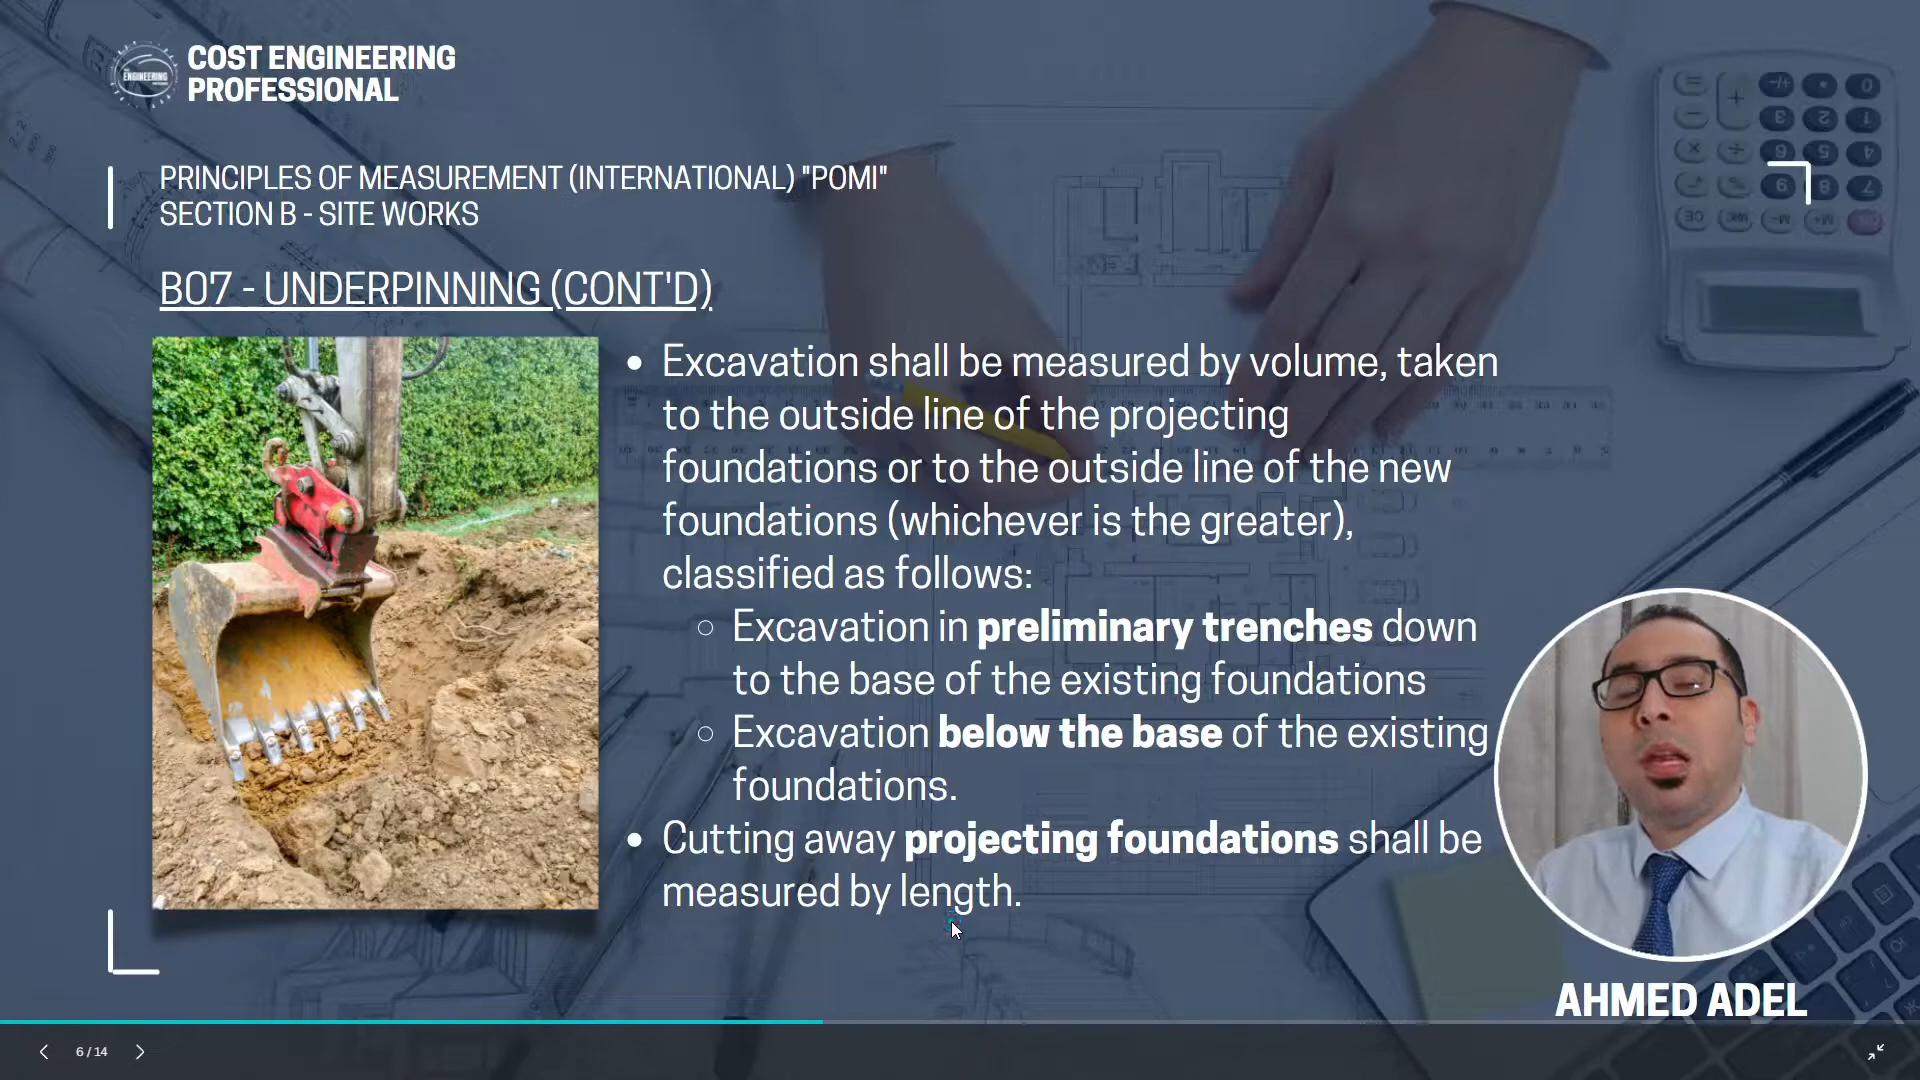 COST ENGINEERING
PROFESSIONAL
ENGINEERING
PRINCIPLES OF MEASUREMENT (INTERNATIONAL) "POMI"
SECTION B - SITE WORKS
B07 - UNDERPINNING (CONT'D)
• Excavation shall be measured by volume, taken
to the outside line of the projecting
foundations or to the outside line of the new
foundations (whichever is the greater),
classified as follows:
○ Excavation in preliminary trenches down
to the base of the existing foundations
○ Excavation below the base of the existing
foundations.
• Cutting away projecting foundations shall be
measured by length.
AHMED ADEL
6 / 14